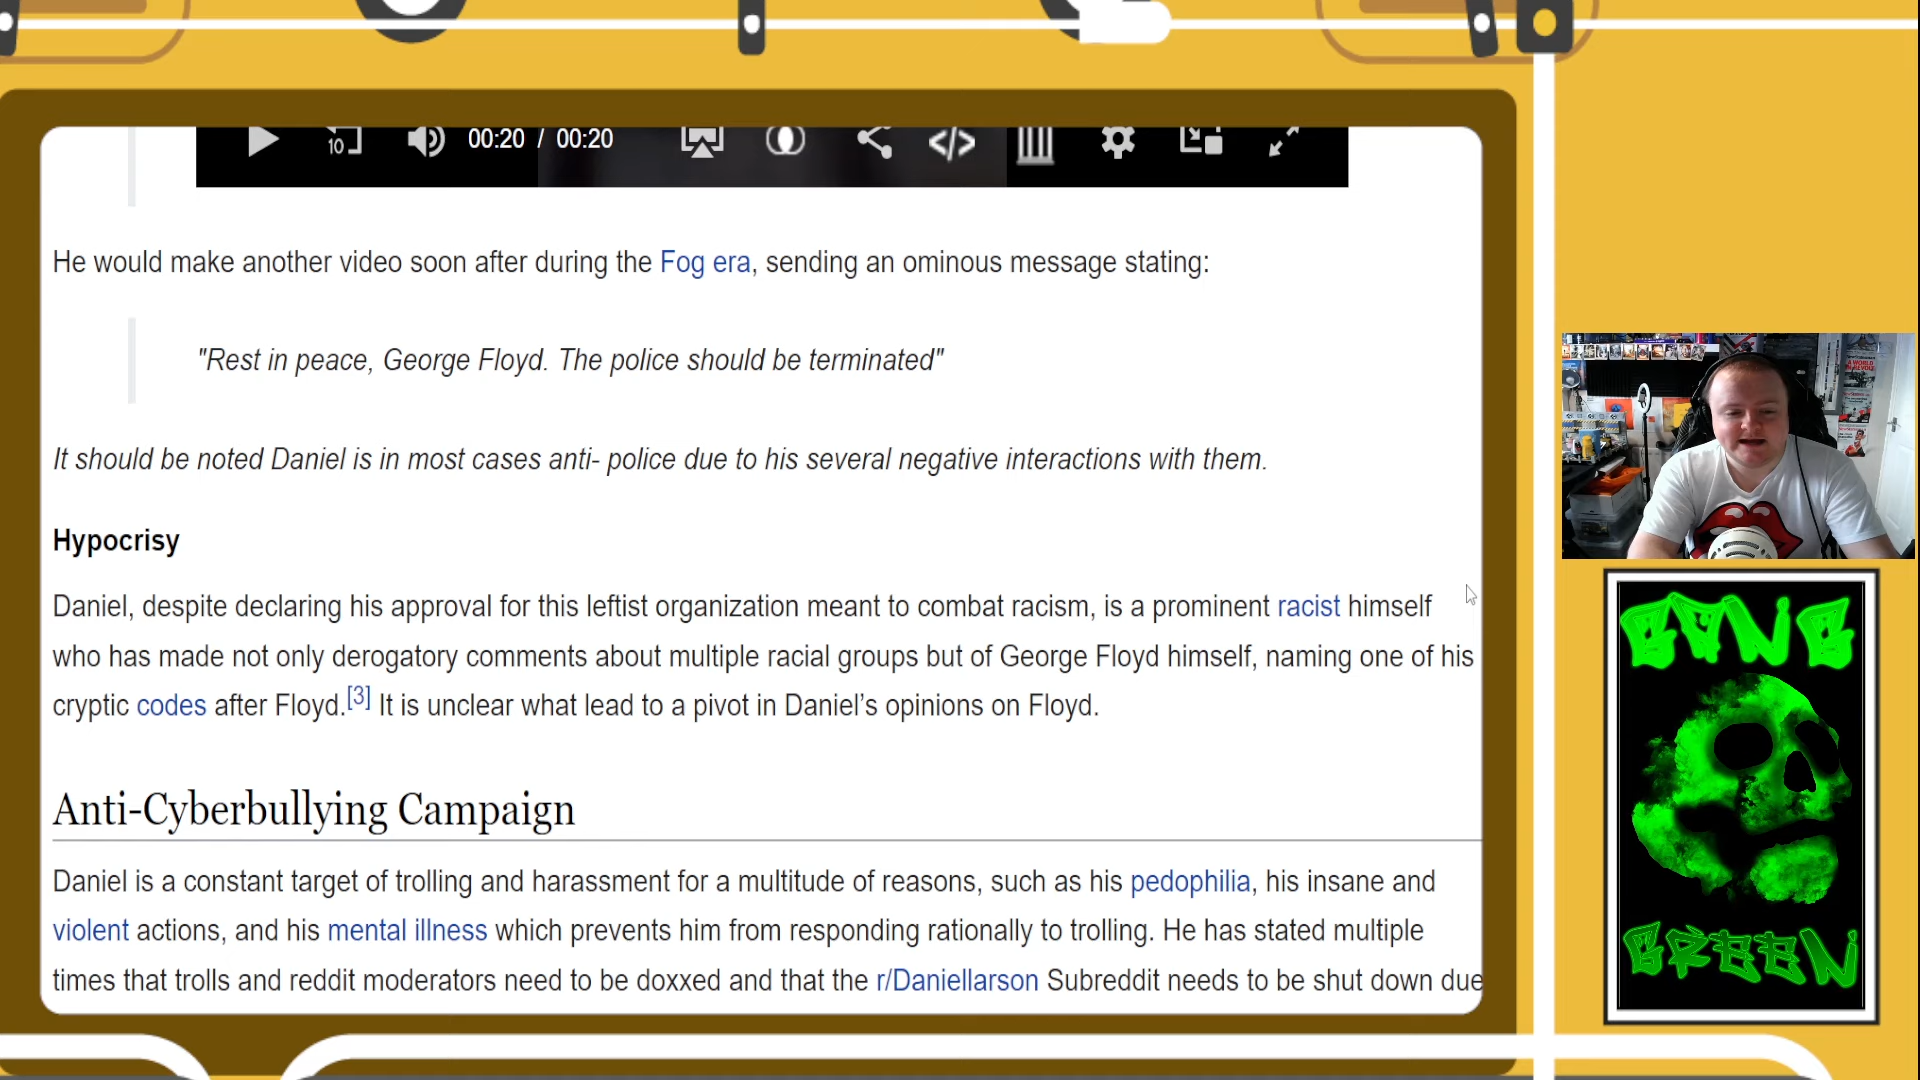 10 00:20 / 00:20 </>
He would make another video soon after during the Fog era, sending an ominous message stating:
"Rest in peace, George Floyd. The police should be terminated"
It should be noted Daniel is in most cases anti- police due to his several negative interactions with them.
Hypocrisy
Daniel, despite declaring his approval for this leftist organization meant to combat racism, is a prominent racist himself
who has made not only derogatory comments about multiple racial groups but of George Floyd himself, naming one of his
cryptic codes after Floyd.[3] It is unclear what lead to a pivot in Daniel’s opinions on Floyd.
Anti-Cyberbullying Campaign
Daniel is a constant target of trolling and harassment for a multitude of reasons, such as his pedophilia, his insane and
violent actions, and his mental illness which prevents him from responding rationally to trolling. He has stated multiple
times that trolls and reddit moderators need to be doxxed and that the r/Daniellarson Subreddit needs to be shut down due
GREEN